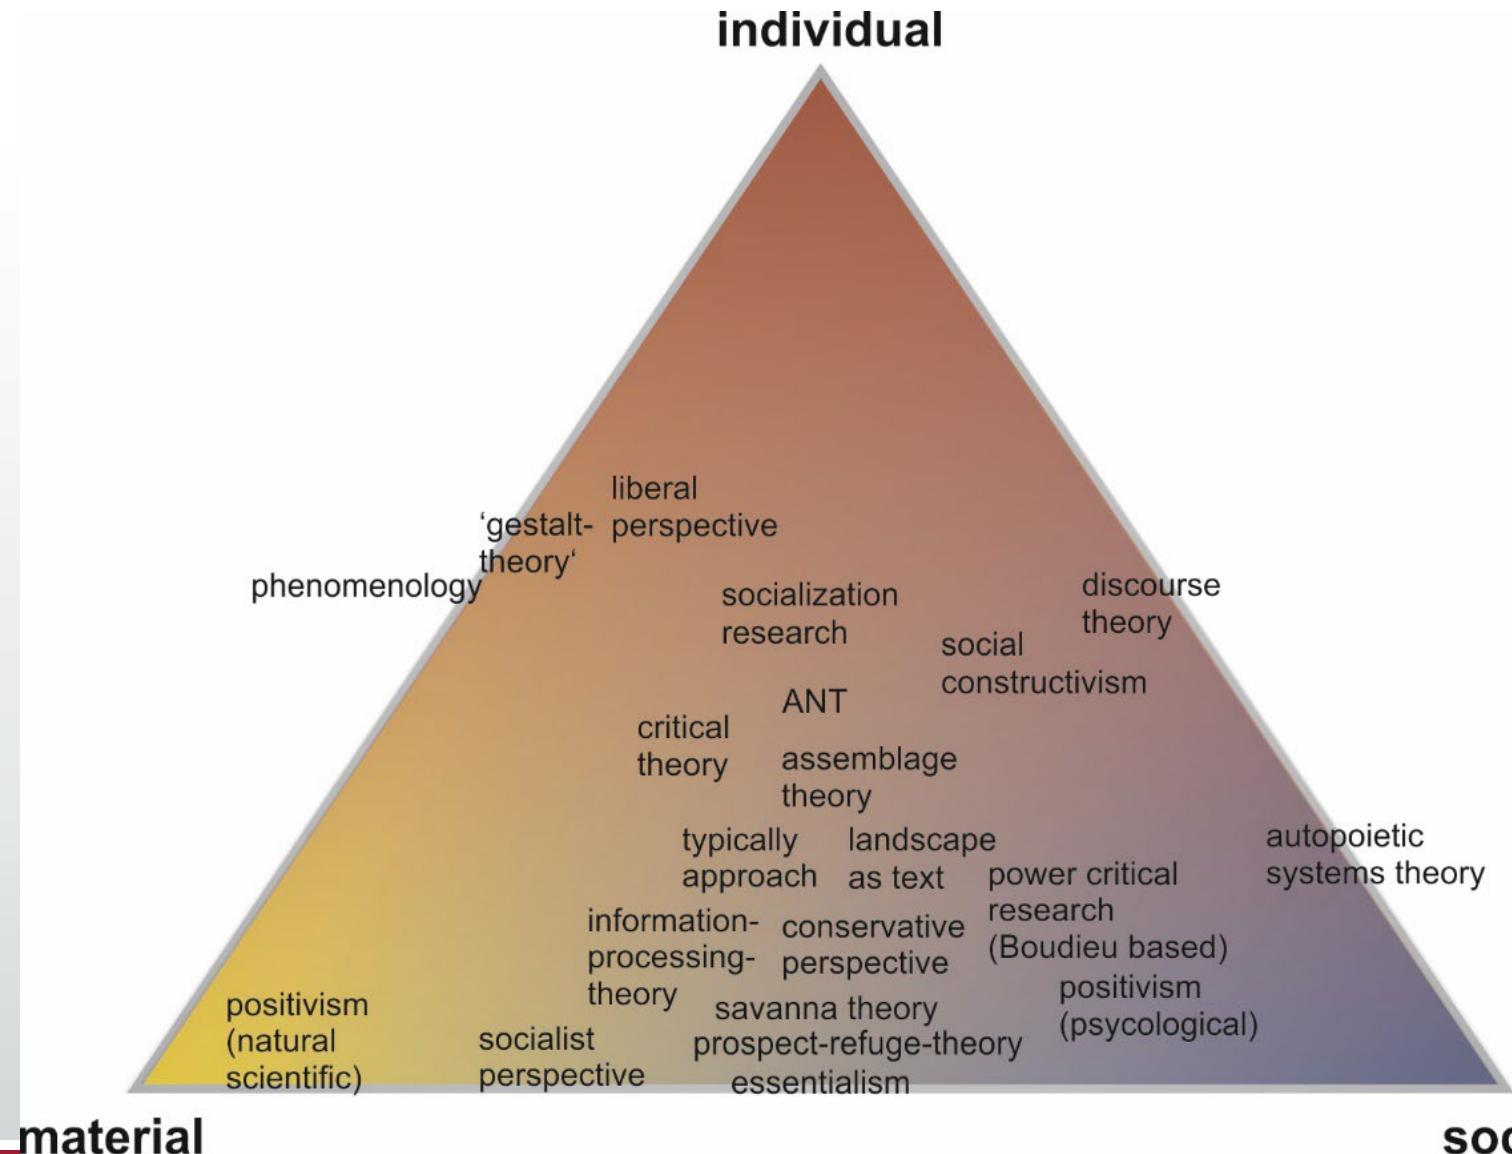 individual
liberal
perspective
‘gestalt-
theory‘
phenomenology
socialization
research
discourse
theory
social
constructivism
ANT
critical
theory
assemblage
theory
typically
approach
landscape
as text
autopoietic
systems theory
power critical
research
(Boudieu based)
information-
processing-
theory
conservative
perspective
positivism
(psycological)
positivism
(natural
scientific)
savanna theory
socialist
perspective
prospect-refuge-theory
essentialism
material